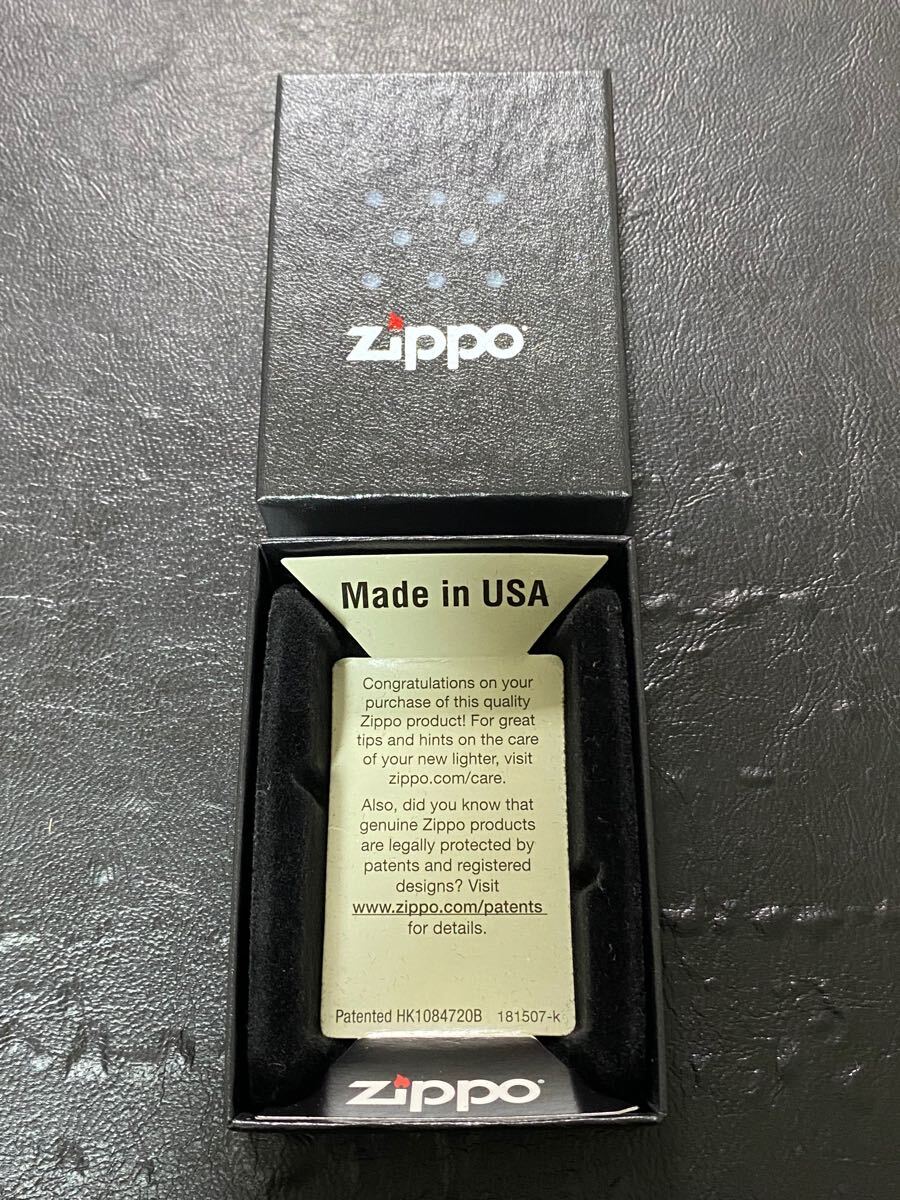 zippo
Made in USA
Congratulations on your
purchase of this quality
Zippo product! For great
tips and hints on the care
of your new lighter, visit
zippo.com/care.
Also, did you know that
genuine Zippo products
are legally protected by
patents and registered
designs? Visit
www.zippo.com/patents
for details.
Patented HK1084720B 181507-k
zippo